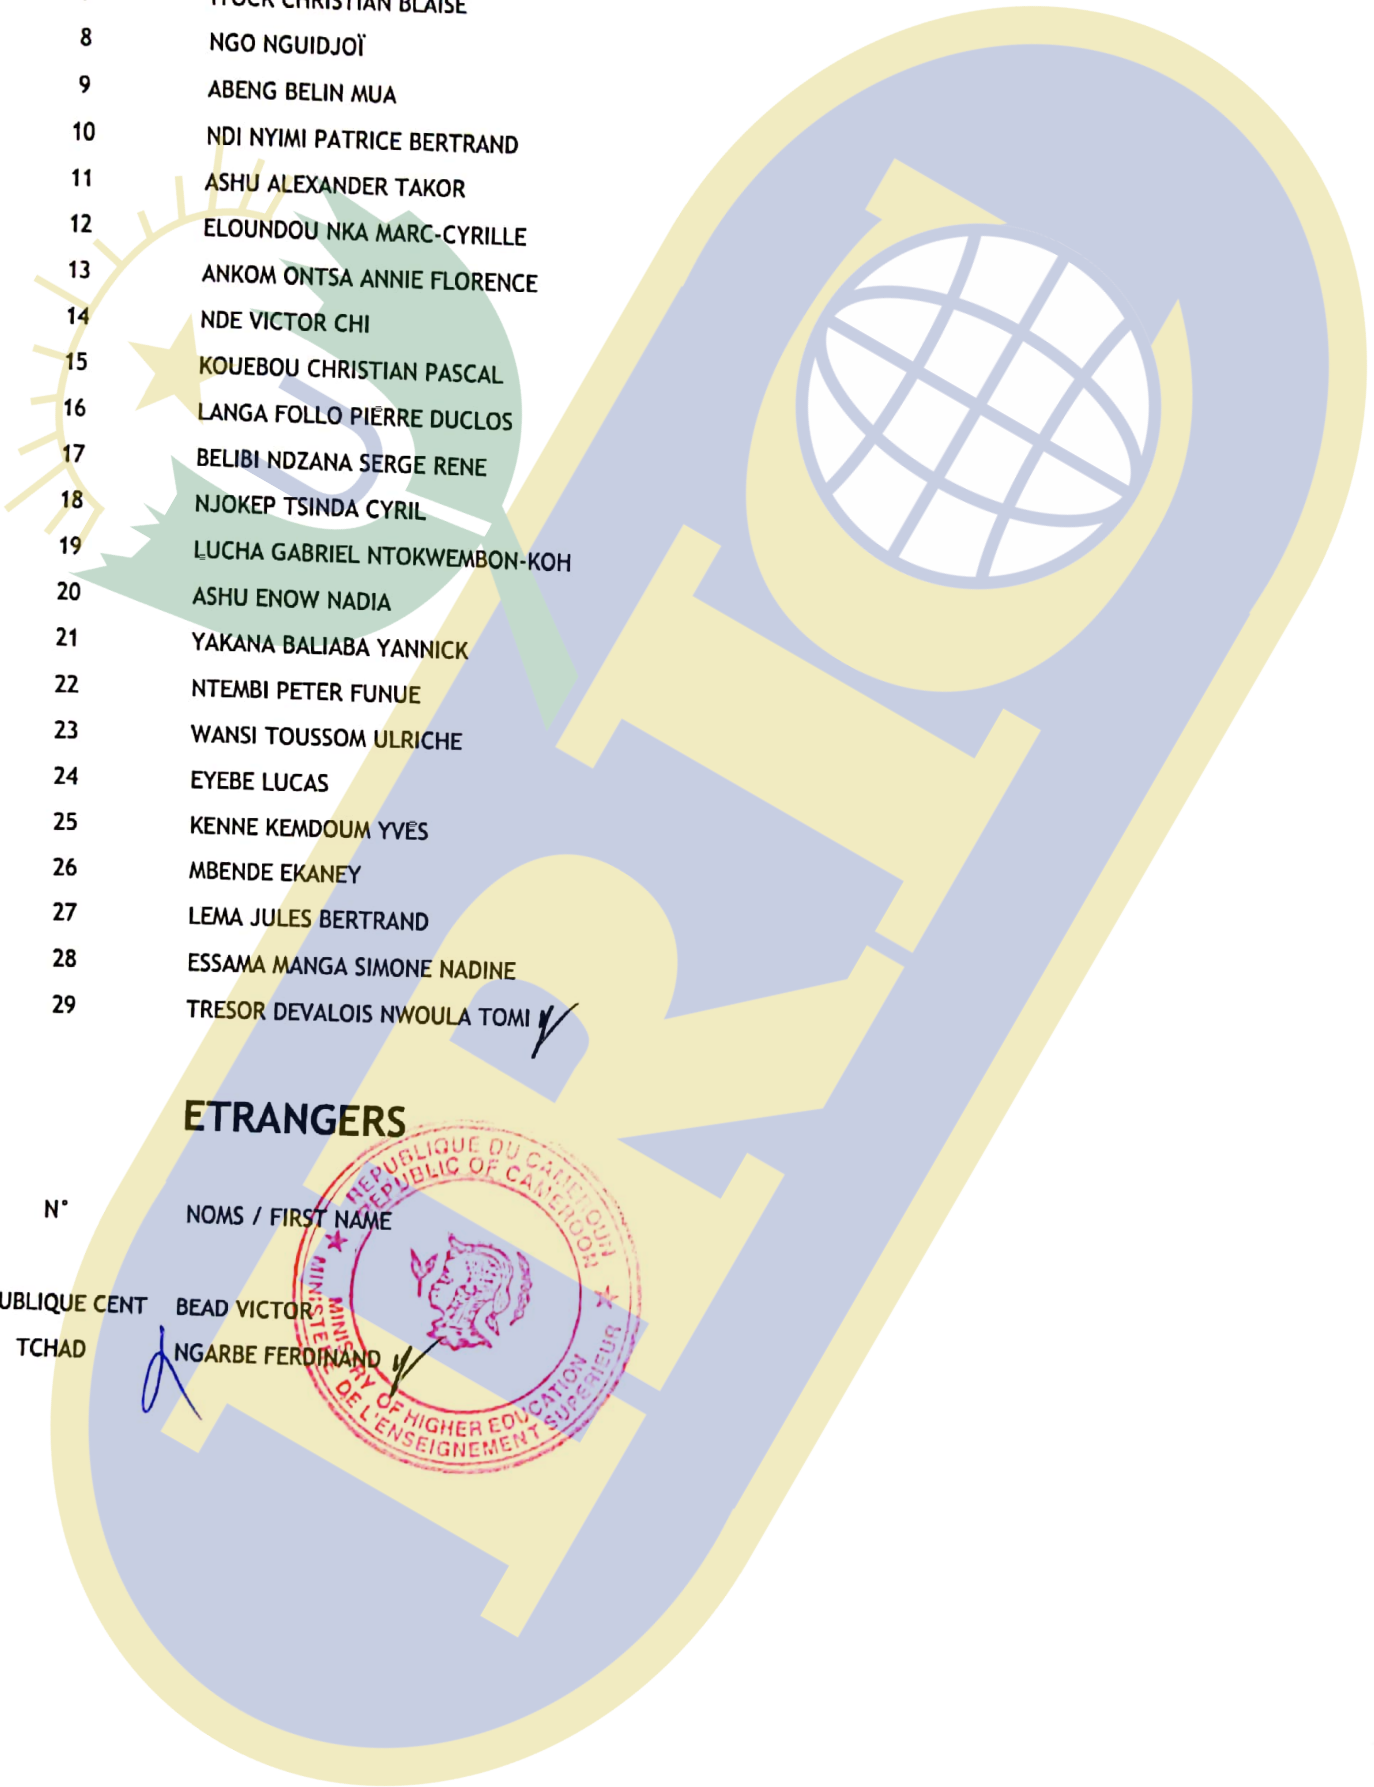 CHRISTIAN BLAISE
8 NGO NGUIDJOÏ
9 ABENG BELIN MUA
10 NDI NYIMI PATRICE BERTRAND
11 ASHU ALEXANDER TAKOR
12 ELOUNDOU NKA MARC-CYRILLE
13 ANKOM ONTSA ANNIE FLORENCE
14 NDE VICTOR CHI
15 KOUEBOU CHRISTIAN PASCAL
16 LANGA FOLLO PIERRE DUCLOS
17 BELIBI NDZANA SERGE RENE
18 NJOKEP TSINDA CYRIL
19 LUCHA GABRIEL NTOKWEMBON-KOH
20 ASHU ENOW NADIA
21 YAKANA BALIABA YANNICK
22 NTEMBI PETER FUNUE
23 WANSI TOUSSOM ULRICHE
24 EYEBE LUCAS
25 KENNE KEMDOUM YVES
26 MBENDE EKANEY
27 LEMA JULES BERTRAND
28 ESSAMA MANGA SIMONE NADINE
29 TRESOR DEVALOIS NWOULA TOMI
ETRANGERS
N° NOMS / FIRST NAME
UBLIQUE CENT BEAD VICTOR
TCHAD NGARBE FERDINAND
REPUBLIQUE DU CAMEROUN
REPUBLIC OF CAMEROON
MINISTRY OF HIGHER EDUCATION
MINISTERE DE L'ENSEIGNEMENT SUPERIEUR
U
IRIC